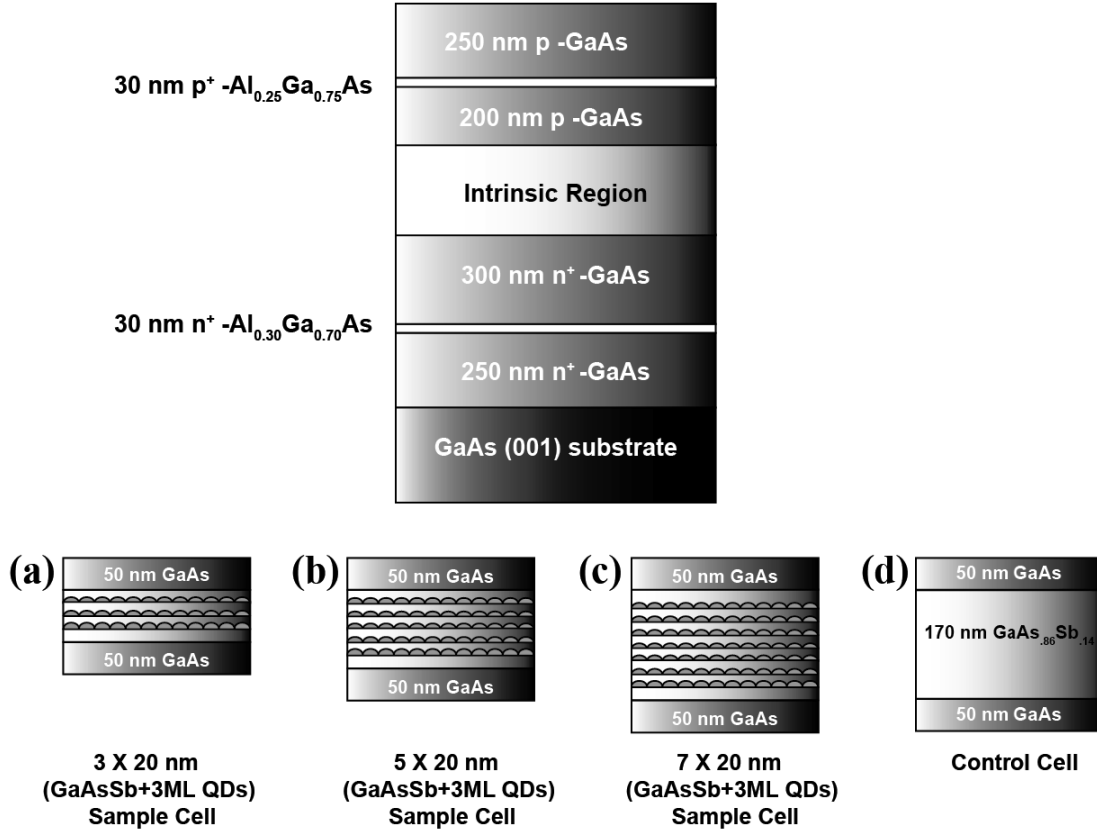 250 nm p -GaAs
30 nm p⁺ -Al₀.₂₅Ga₀.₇₅As
200 nm p -GaAs
Intrinsic Region
300 nm n⁺ -GaAs
30 nm n⁺ -Al₀.₃₀Ga₀.₇₀As
250 nm n⁺ -GaAs
GaAs (001) substrate
(a)
50 nm GaAs
50 nm GaAs
3 X 20 nm
(GaAsSb+3ML QDs)
Sample Cell
(b)
50 nm GaAs
50 nm GaAs
5 X 20 nm
(GaAsSb+3ML QDs)
Sample Cell
(c)
50 nm GaAs
50 nm GaAs
7 X 20 nm
(GaAsSb+3ML QDs)
Sample Cell
(d)
50 nm GaAs
170 nm GaAs.₈₆Sb.₁₄
50 nm GaAs
Control Cell